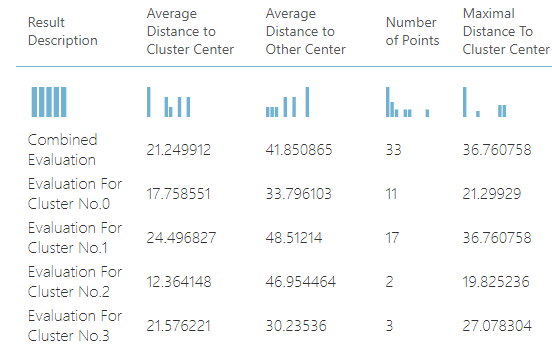 Result Description
Average Distance to Cluster Center
Average Distance to Other Center
Number of Points
Maximal Distance To Cluster Center
Combined Evaluation 21.249912 41.850865 33 36.760758
Evaluation For Cluster No.0 17.758551 33.796103 11 21.29929
Evaluation For Cluster No.1 24.496827 48.51214 17 36.760758
Evaluation For Cluster No.2 12.364148 46.954464 2 19.825236
Evaluation For Cluster No.3 21.576221 30.23536 3 27.078304